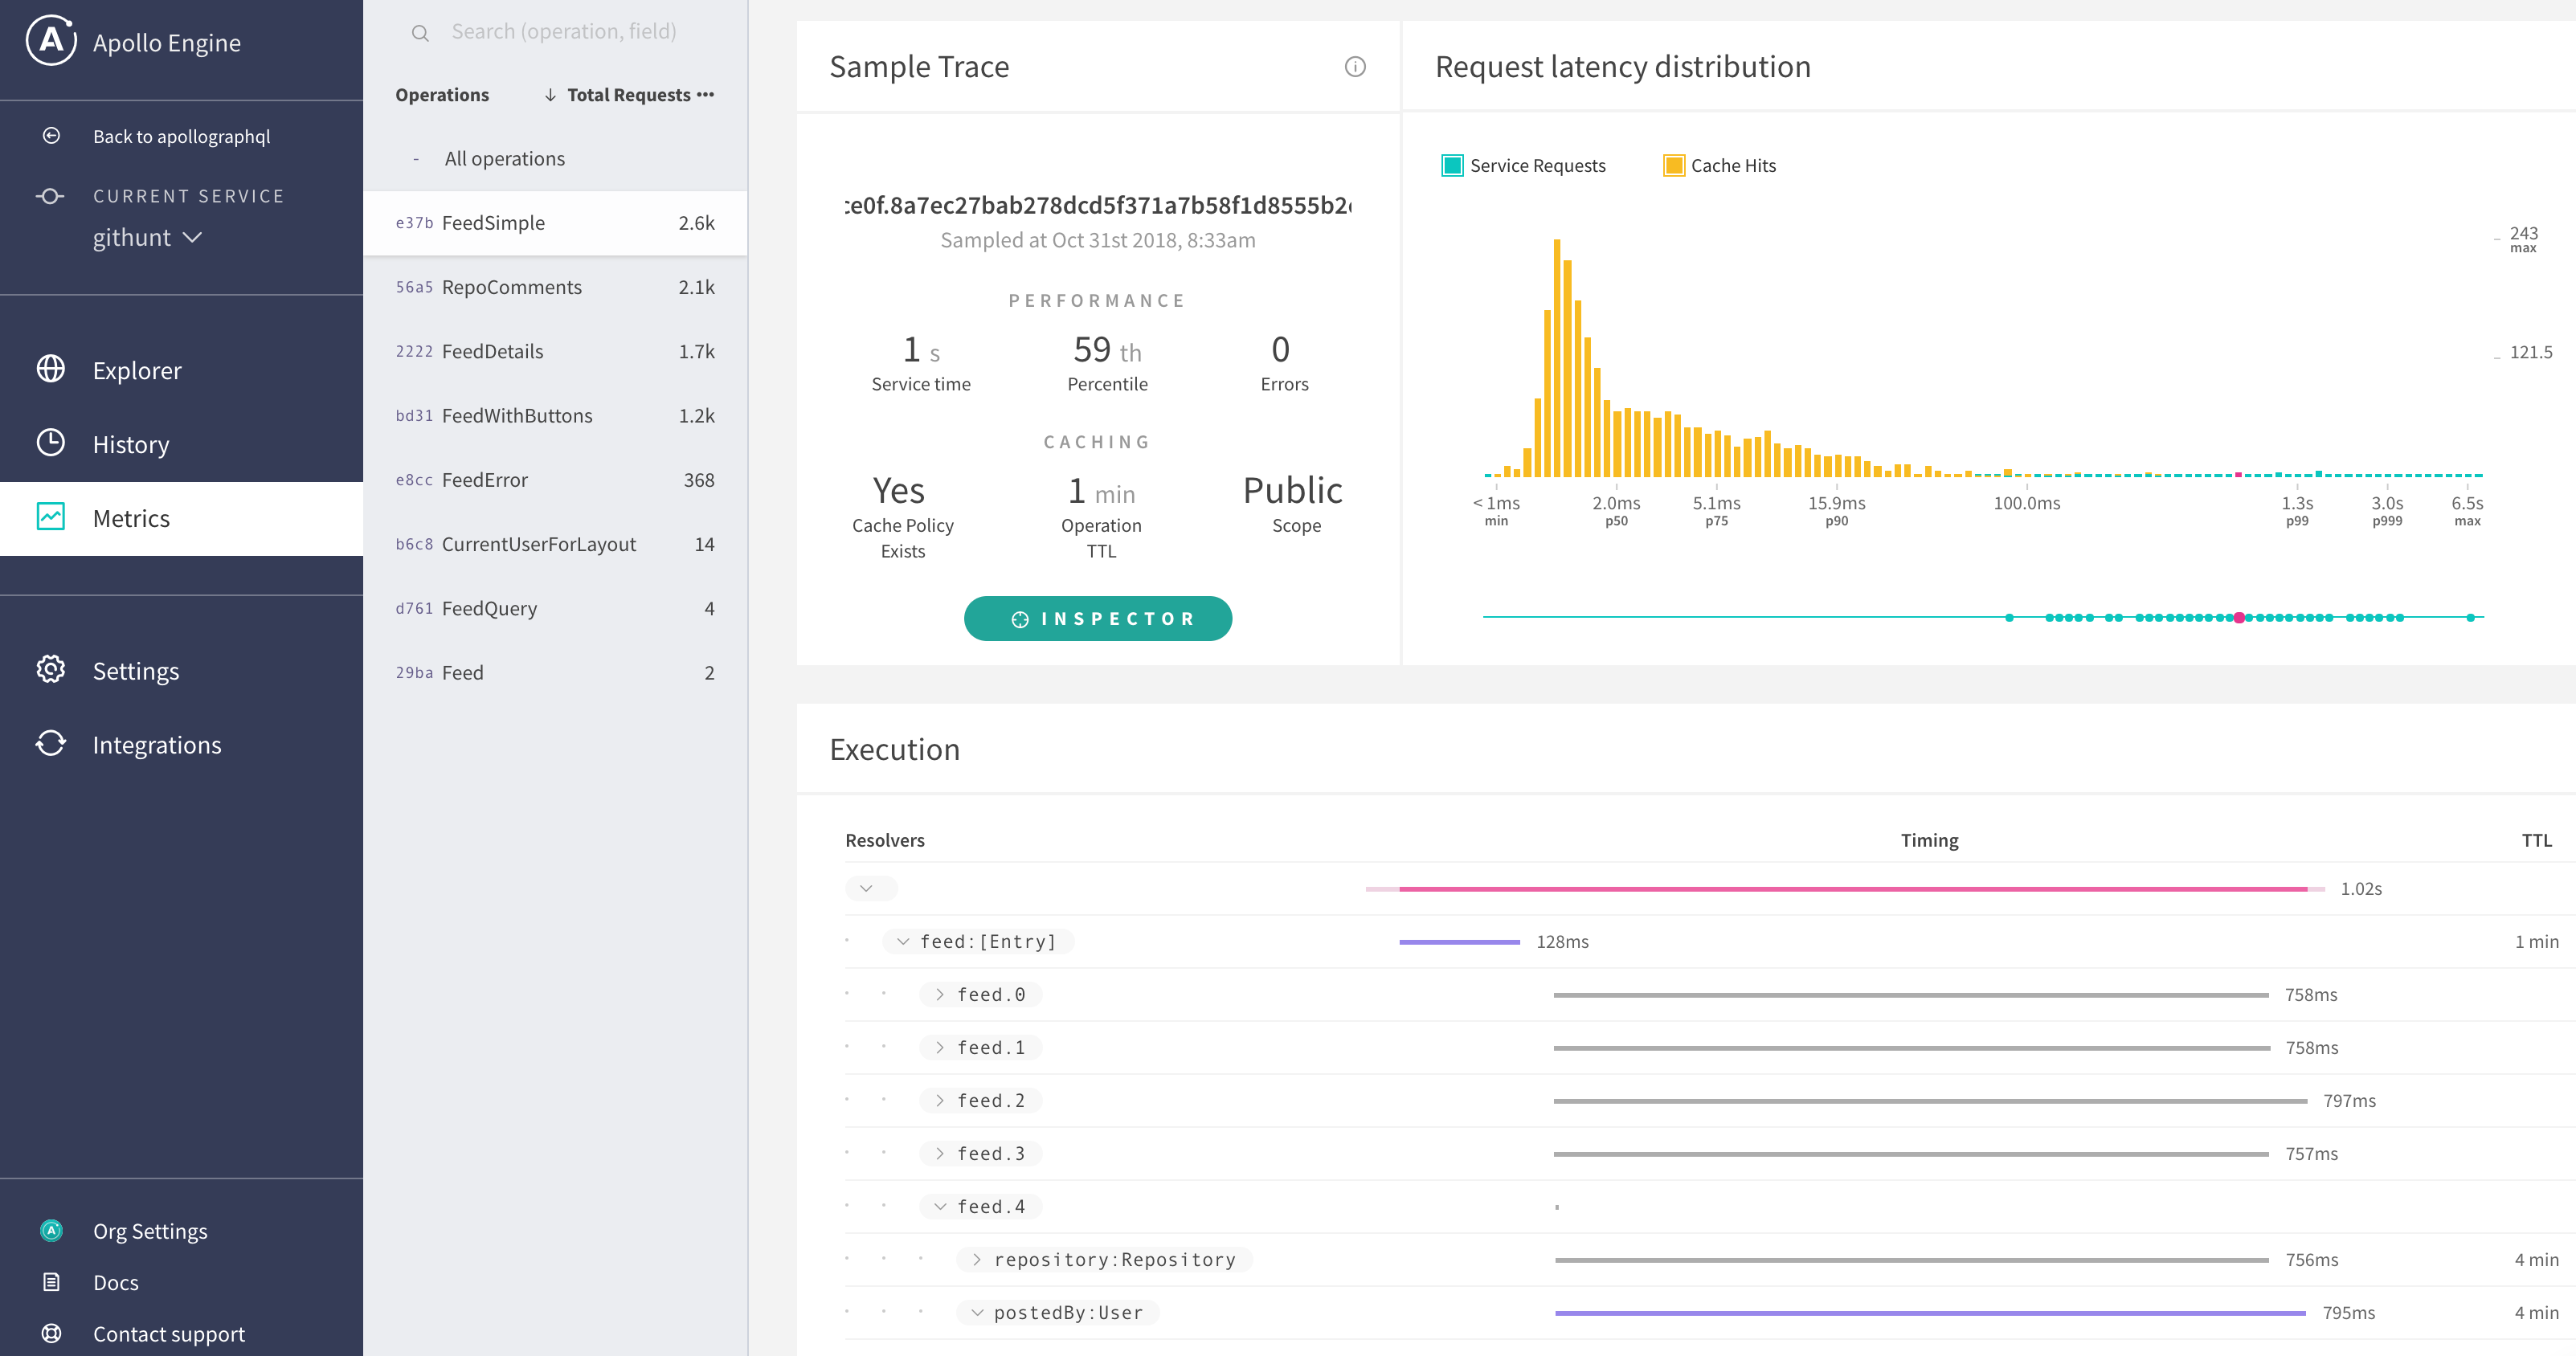 Apollo Engine
Back to apollographql
CURRENT SERVICE
githunt
Explorer
History
Metrics
Settings
Integrations
Org Settings
Docs
Contact support
Search (operation, field)
Operations ↓ Total Requests •••
- All operations
e37b FeedSimple 2.6k
56a5 RepoComments 2.1k
2222 FeedDetails 1.7k
bd31 FeedWithButtons 1.2k
e8cc FeedError 368
b6c8 CurrentUserForLayout 14
d761 FeedQuery 4
29ba Feed 2
Sample Trace
ce0f.8a7ec27bab278dcd5f371a7b58f1d8555b2
Sampled at Oct 31st 2018, 8:33am
PERFORMANCE
1 s 59 th 0
Service time Percentile Errors
CACHING
Yes 1 min Public
Cache Policy Operation Scope
Exists TTL
INSPECTOR
Request latency distribution
Service Requests Cache Hits
243
max
121.5
< 1ms 2.0ms 5.1ms 15.9ms 100.0ms 1.3s 3.0s 6.5s
min p50 p75 p90 p99 p999 max
Execution
Resolvers Timing TTL
1.02s
feed:[Entry] 128ms 1 min
feed.0 758ms
feed.1 758ms
feed.2 797ms
feed.3 757ms
feed.4
repository:Repository 756ms 4 min
postedBy:User 795ms 4 min